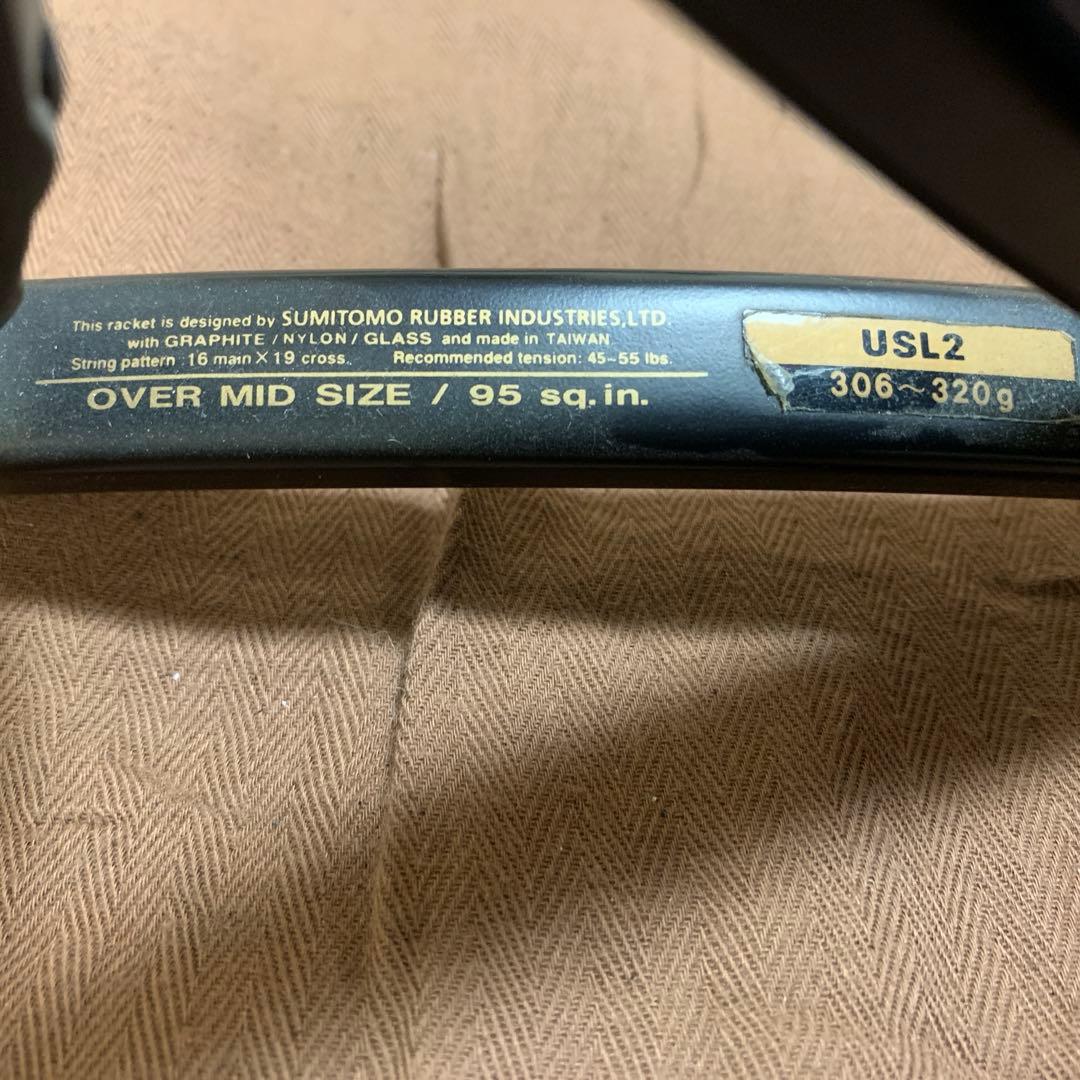 This racket is designed by SUMITOMO RUBBER INDUSTRIES,LTD.
with GRAPHITE / NYLON / GLASS and made in TAIWAN
String pattern : 16 main × 19 cross. Recommended tension: 45~55 lbs.
OVER MID SIZE / 95 sq.in.
USL2
306~320g